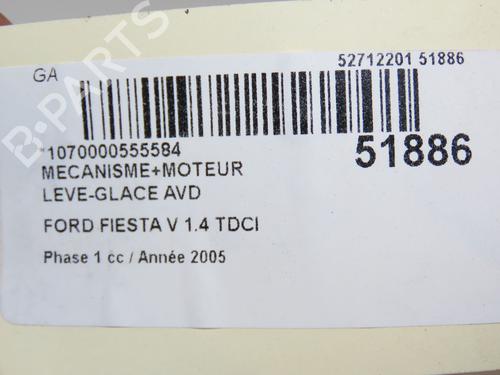 GA
52712201 51886
*1070000555584
51886
MECANISME+MOTEUR
LEVE-GLACE AVD
FORD FIESTA V 1.4 TDCI
Phase 1 cc / Année 2005
B-PARTS